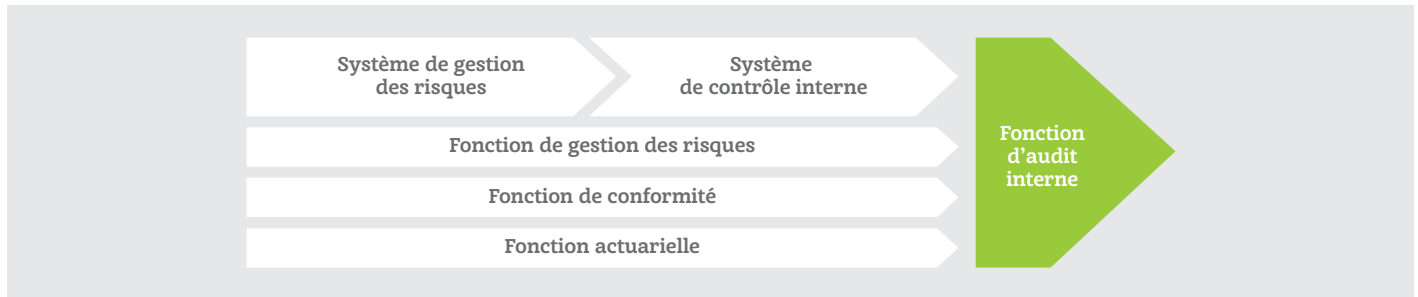 Système de gestion
des risques
Système
de contrôle interne
Fonction de gestion des risques
Fonction de conformité
Fonction actuarielle
Fonction
d’audit
interne